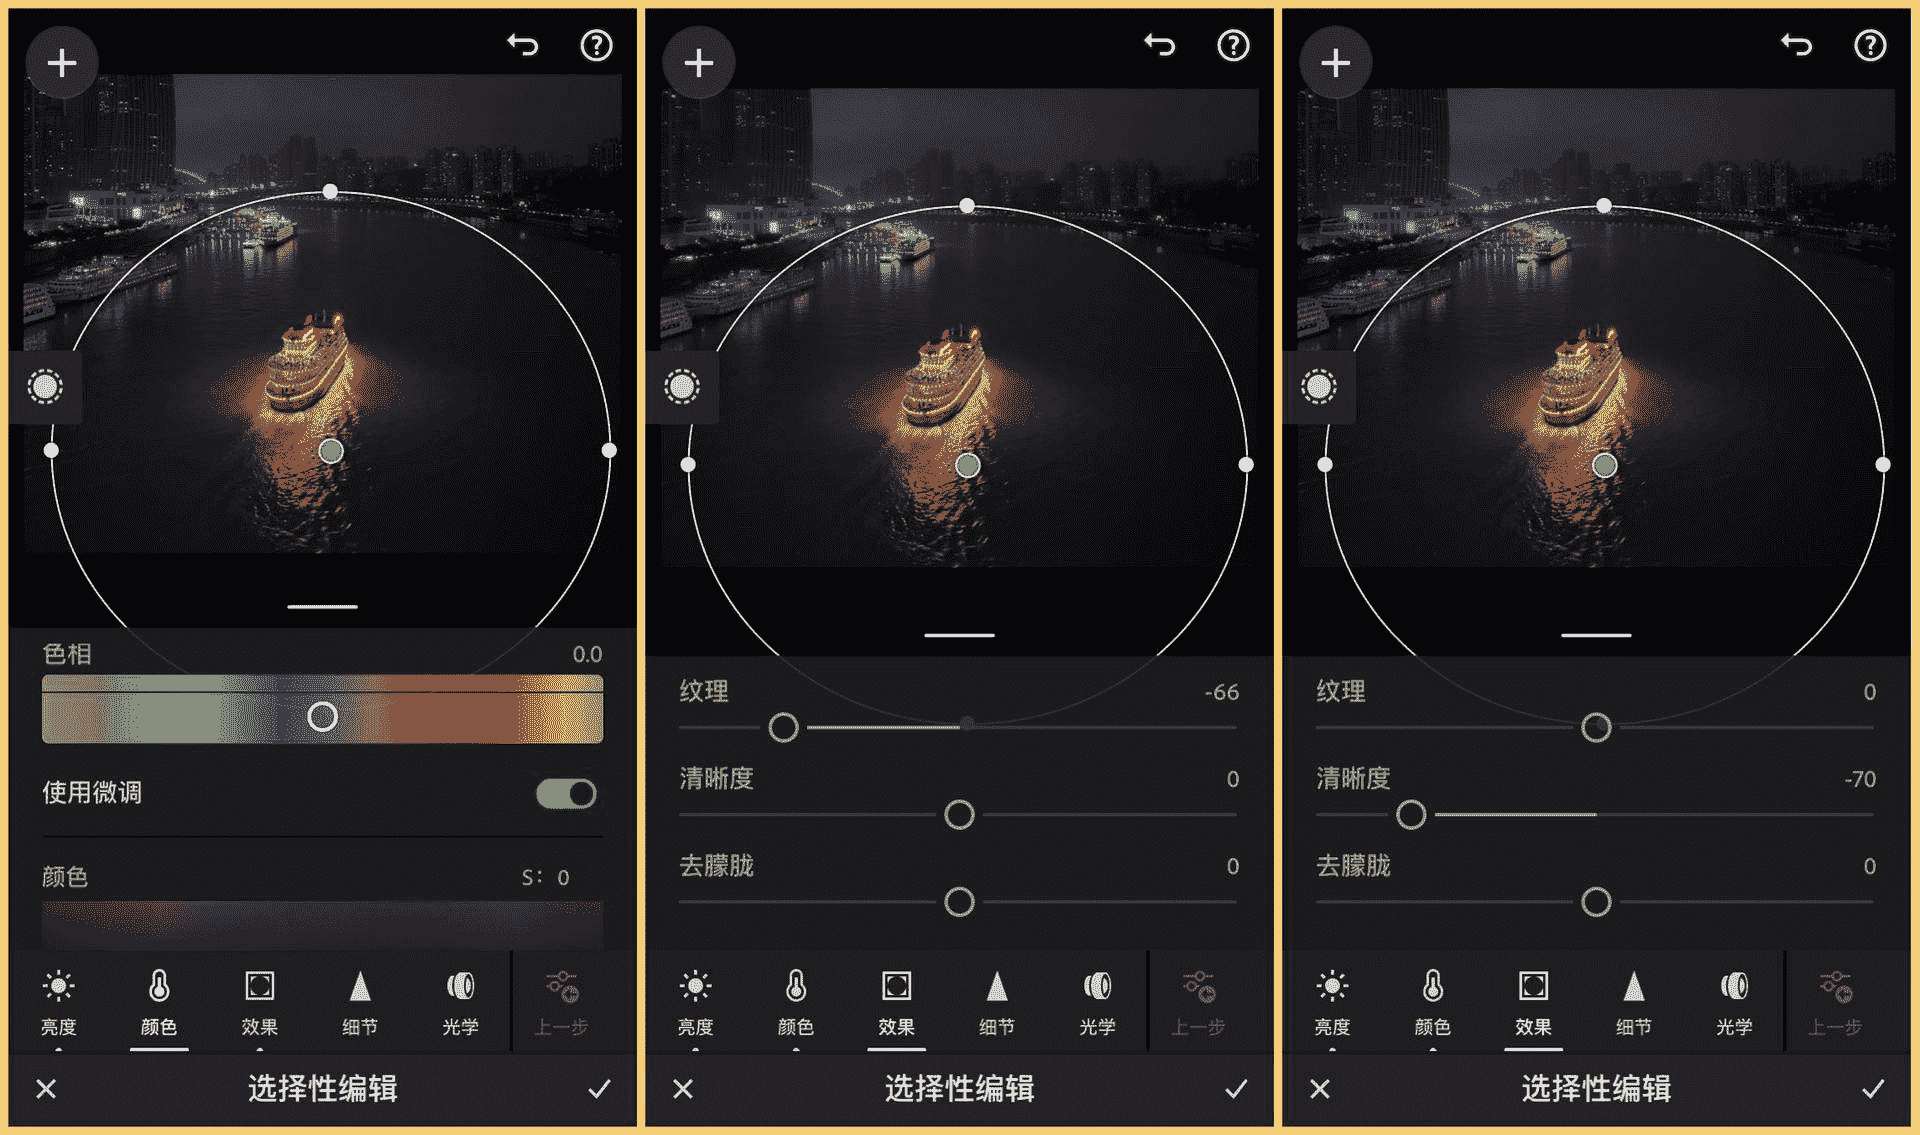 色相 0.0
使用微调
颜色 S: 0
亮度 颜色 效果 细节 光学 上一步
选择性编辑
纹理 -66
清晰度 0
去朦胧 0
亮度 颜色 效果 细节 光学 上一步
选择性编辑
纹理 0
清晰度 -70
去朦胧 0
亮度 颜色 效果 细节 光学 上一步
选择性编辑